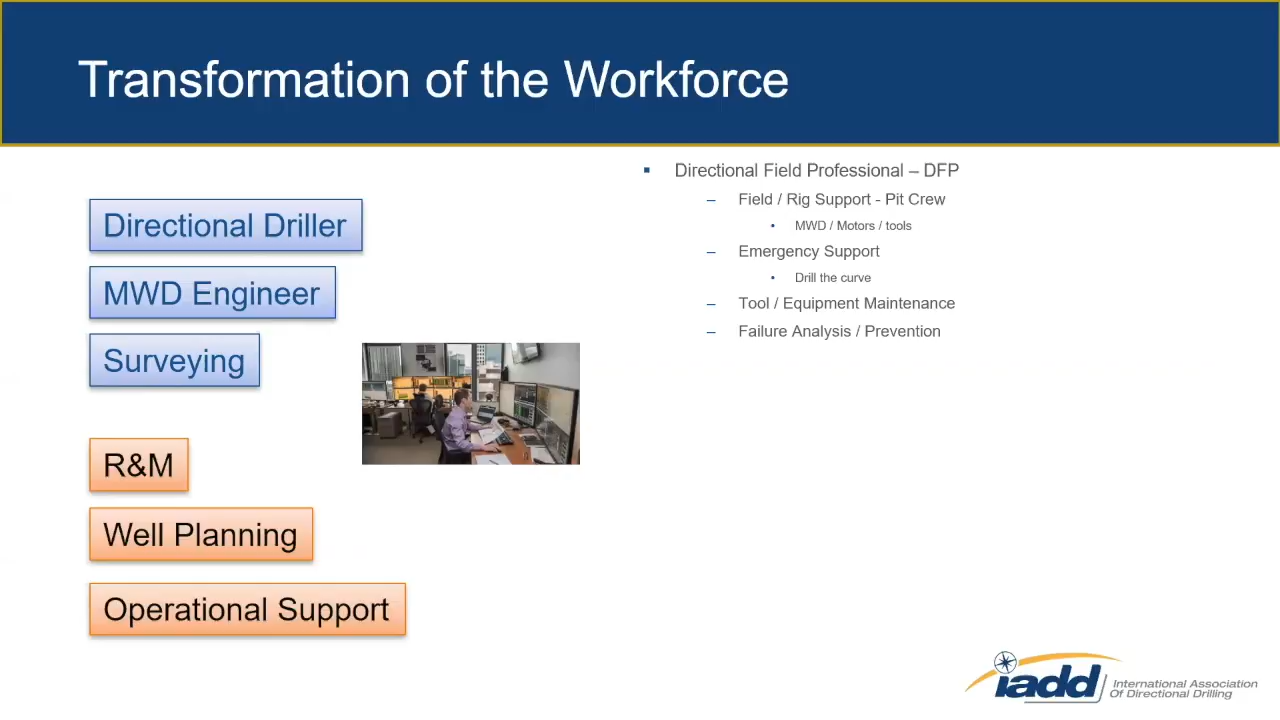 Transformation of the Workforce
Directional Driller
MWD Engineer
Surveying
R&M
Well Planning
Operational Support
▪ Directional Field Professional – DFP
– Field / Rig Support - Pit Crew
• MWD / Motors / tools
– Emergency Support
• Drill the curve
– Tool / Equipment Maintenance
– Failure Analysis / Prevention
iadd
International Association
Of Directional Drilling